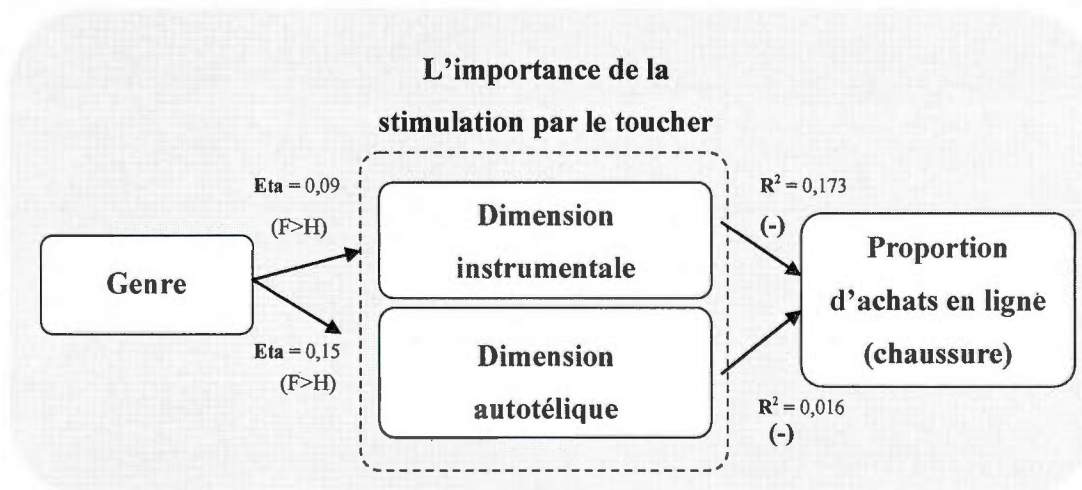 L'importance de la
stimulation par le toucher
Eta = 0,09
(F>H)
R² = 0,173
(-)
Genre
Dimension
instrumentale
Proportion
d'achats en ligne
(chaussure)
Eta = 0,15
(F>H)
Dimension
autotélique
R² = 0,016
(-)